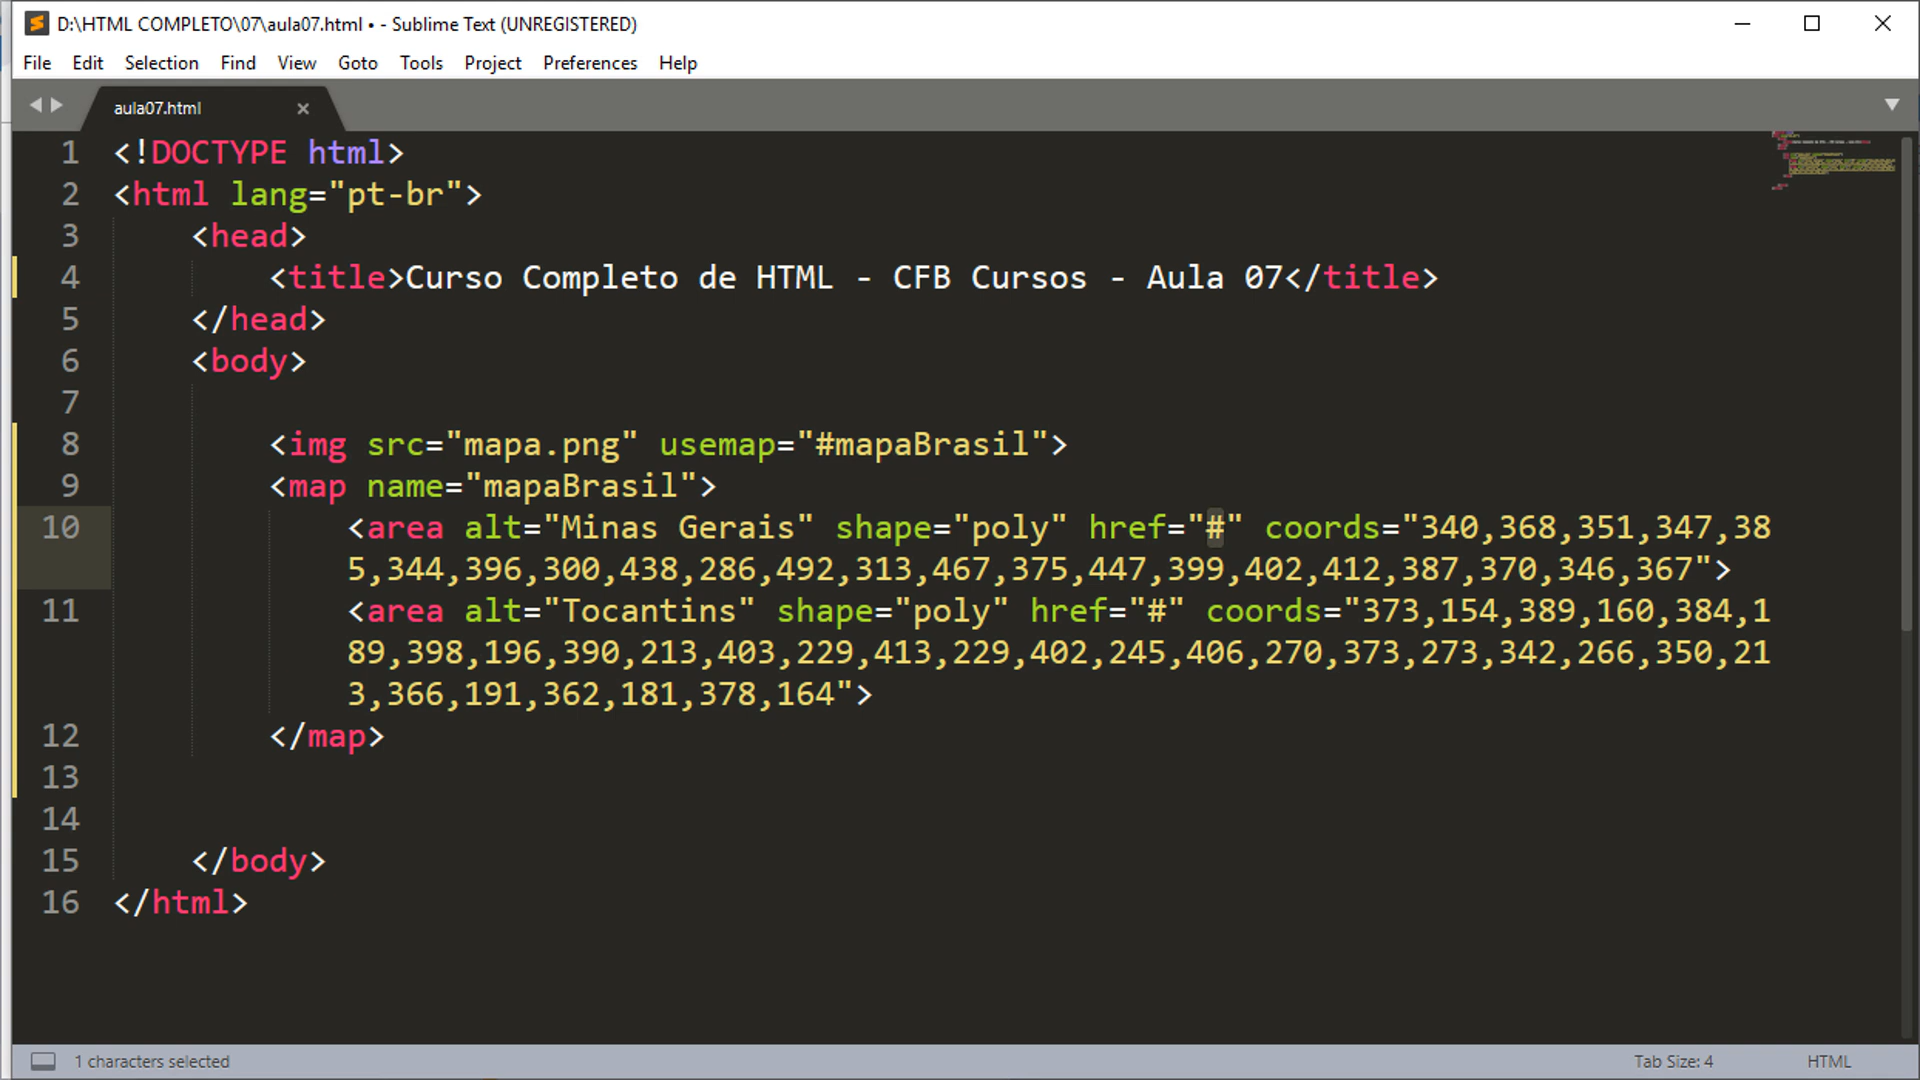 D:\HTML COMPLETO\07\aula07.html • - Sublime Text (UNREGISTERED)
File Edit Selection Find View Goto Tools Project Preferences Help
aula07.html
1 <!DOCTYPE html>
2 <html lang="pt-br">
3 <head>
4 <title>Curso Completo de HTML - CFB Cursos - Aula 07</title>
5 </head>
6 <body>
7
8 <img src="mapa.png" usemap="#mapaBrasil">
9 <map name="mapaBrasil">
10 <area alt="Minas Gerais" shape="poly" href="#" coords="340,368,351,347,38
5,344,396,300,438,286,492,313,467,375,447,399,402,412,387,370,346,367">
11 <area alt="Tocantins" shape="poly" href="#" coords="373,154,389,160,384,1
89,398,196,390,213,403,229,413,229,402,245,406,270,373,273,342,266,350,21
3,366,191,362,181,378,164">
12 </map>
13
14
15 </body>
16 </html>
1 characters selected Tab Size: 4 HTML